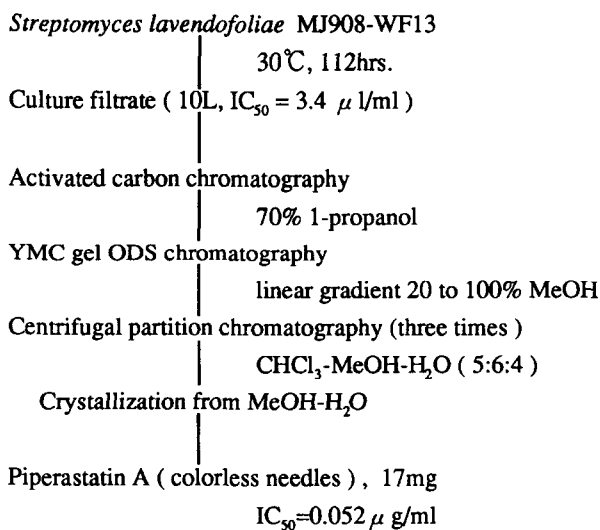 Streptomyces lavendofoliae MJ908-WF13
30℃, 112hrs.
Culture filtrate ( 10L, IC50 = 3.4 μ l/ml )
Activated carbon chromatography
70% 1-propanol
YMC gel ODS chromatography
linear gradient 20 to 100% MeOH
Centrifugal partition chromatography (three times )
CHCl3-MeOH-H2O ( 5:6:4 )
Crystallization from MeOH-H2O
Piperastatin A ( colorless needles ) , 17mg
IC50=0.052 μ g/ml